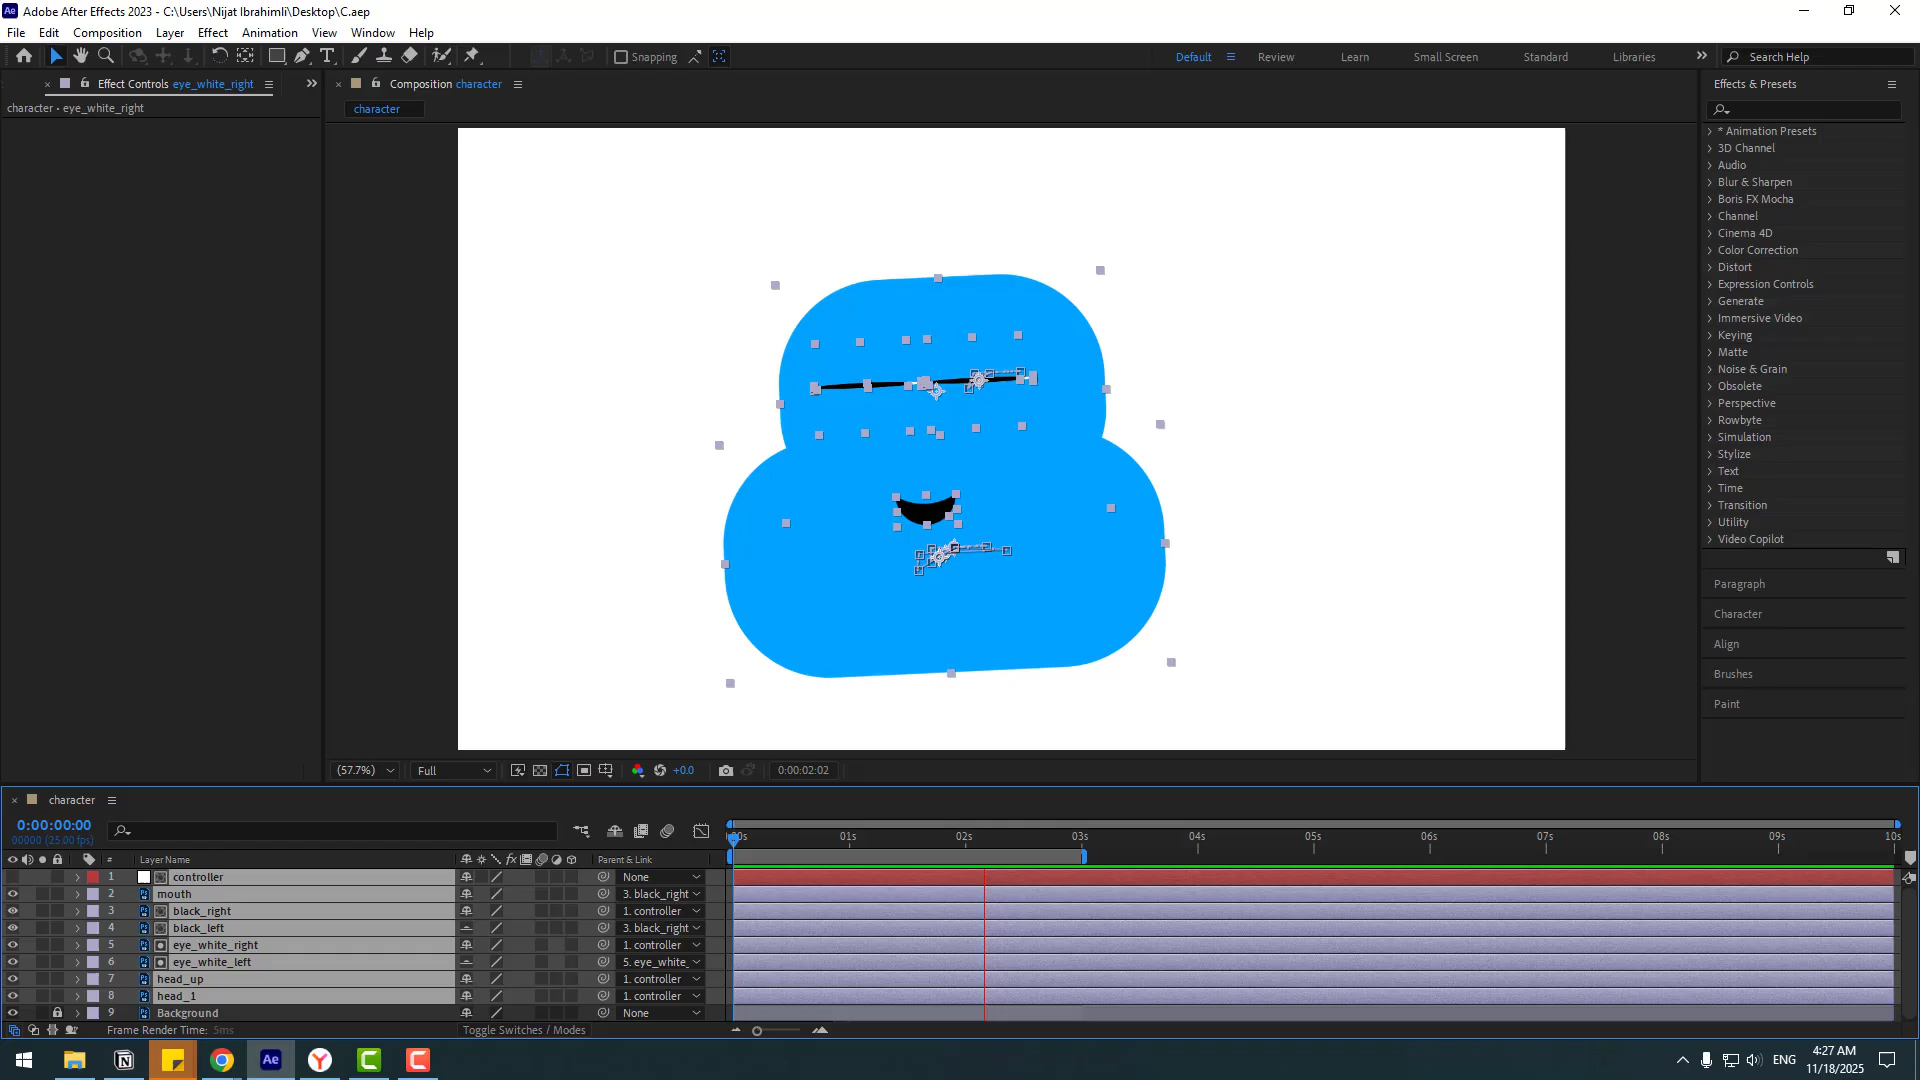 Adobe After Effects 2023 - C:\Users\Nijat Ibrahimli\Desktop\C.aep
File Edit Composition Layer Effect Animation View Window Help
Snapping
Default Review Learn Small Screen Standard Libraries Search Help
Effect Controls eye_white_right
character • eye_white_right
Composition character
character
Effects & Presets
* Animation Presets
3D Channel
Audio
Blur & Sharpen
Boris FX Mocha
Channel
Cinema 4D
Color Correction
Distort
Expression Controls
Generate
Immersive Video
Keying
Matte
Noise & Grain
Obsolete
Perspective
Rowbyte
Simulation
Stylize
Text
Time
Transition
Utility
Video Copilot
Paragraph
Character
Align
Brushes
Paint
(57.7%) Full +0.0 0:00:02:02
character
0:00:00:00
00000 (25.00 fps)
:00s 01s 02s 03s 04s 05s 06s 07s 08s 09s 10s
# Layer Name Parent & Link
1 controller None
2 mouth 3. black_right
3 black_right 1. controller
4 black_left 3. black_right
5 eye_white_right 1. controller
6 eye_white_left 5. eye_white_
7 head_up 1. controller
8 head_1 1. controller
9 Background None
Frame Render Time: 5ms Toggle Switches / Modes
ENG 4:27 AM
11/18/2025